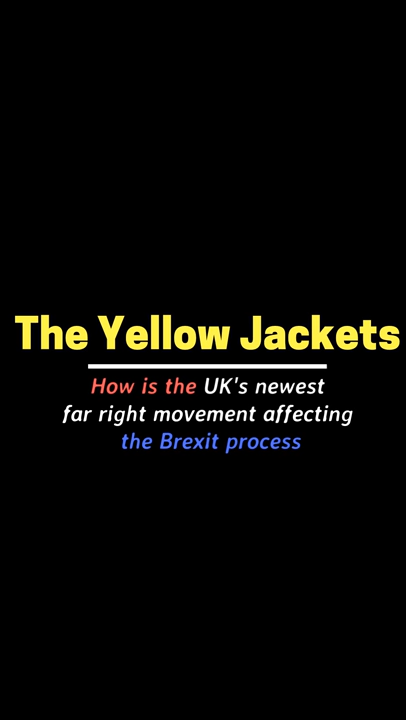 The Yellow Jackets
How is the UK's newest
far right movement affecting
the Brexit process